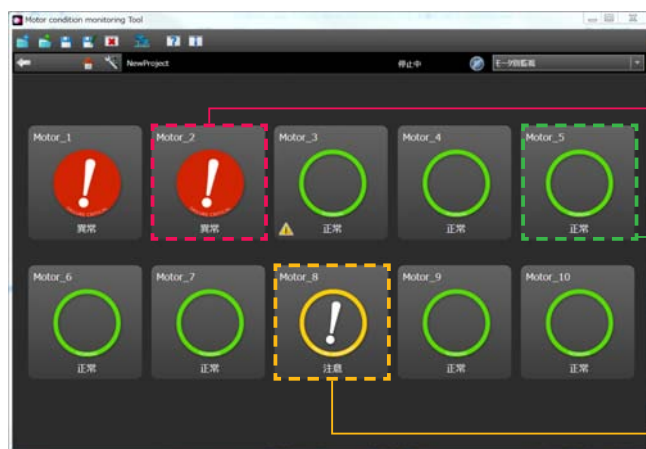 Motor condition monitoring Tool
NewProject
停止中
モータ別監視
Motor_1
Motor_2
Motor_3
Motor_4
Motor_5
異常
異常
正常
正常
正常
Motor_6
Motor_7
Motor_8
Motor_9
Motor_10
正常
正常
注意
正常
正常